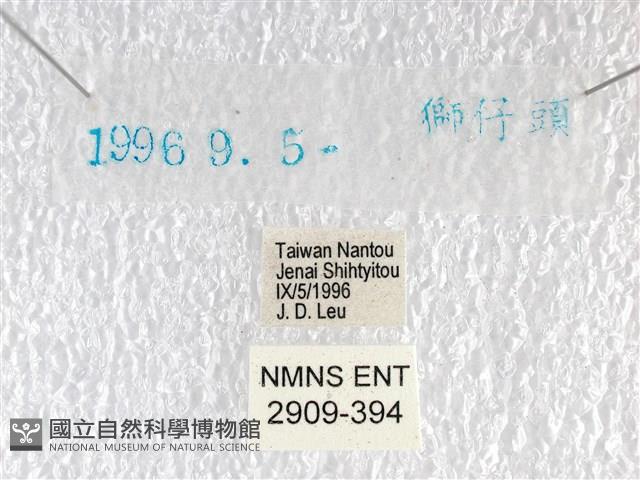 1996 9. 5-
獅仔頭
Taiwan Nantou
Jenai Shihtyitou
IX/5/1996
J. D. Leu
NMNS ENT
2909-394
國立自然科學博物館
NATIONAL MUSEUM OF NATURAL SCIENCE